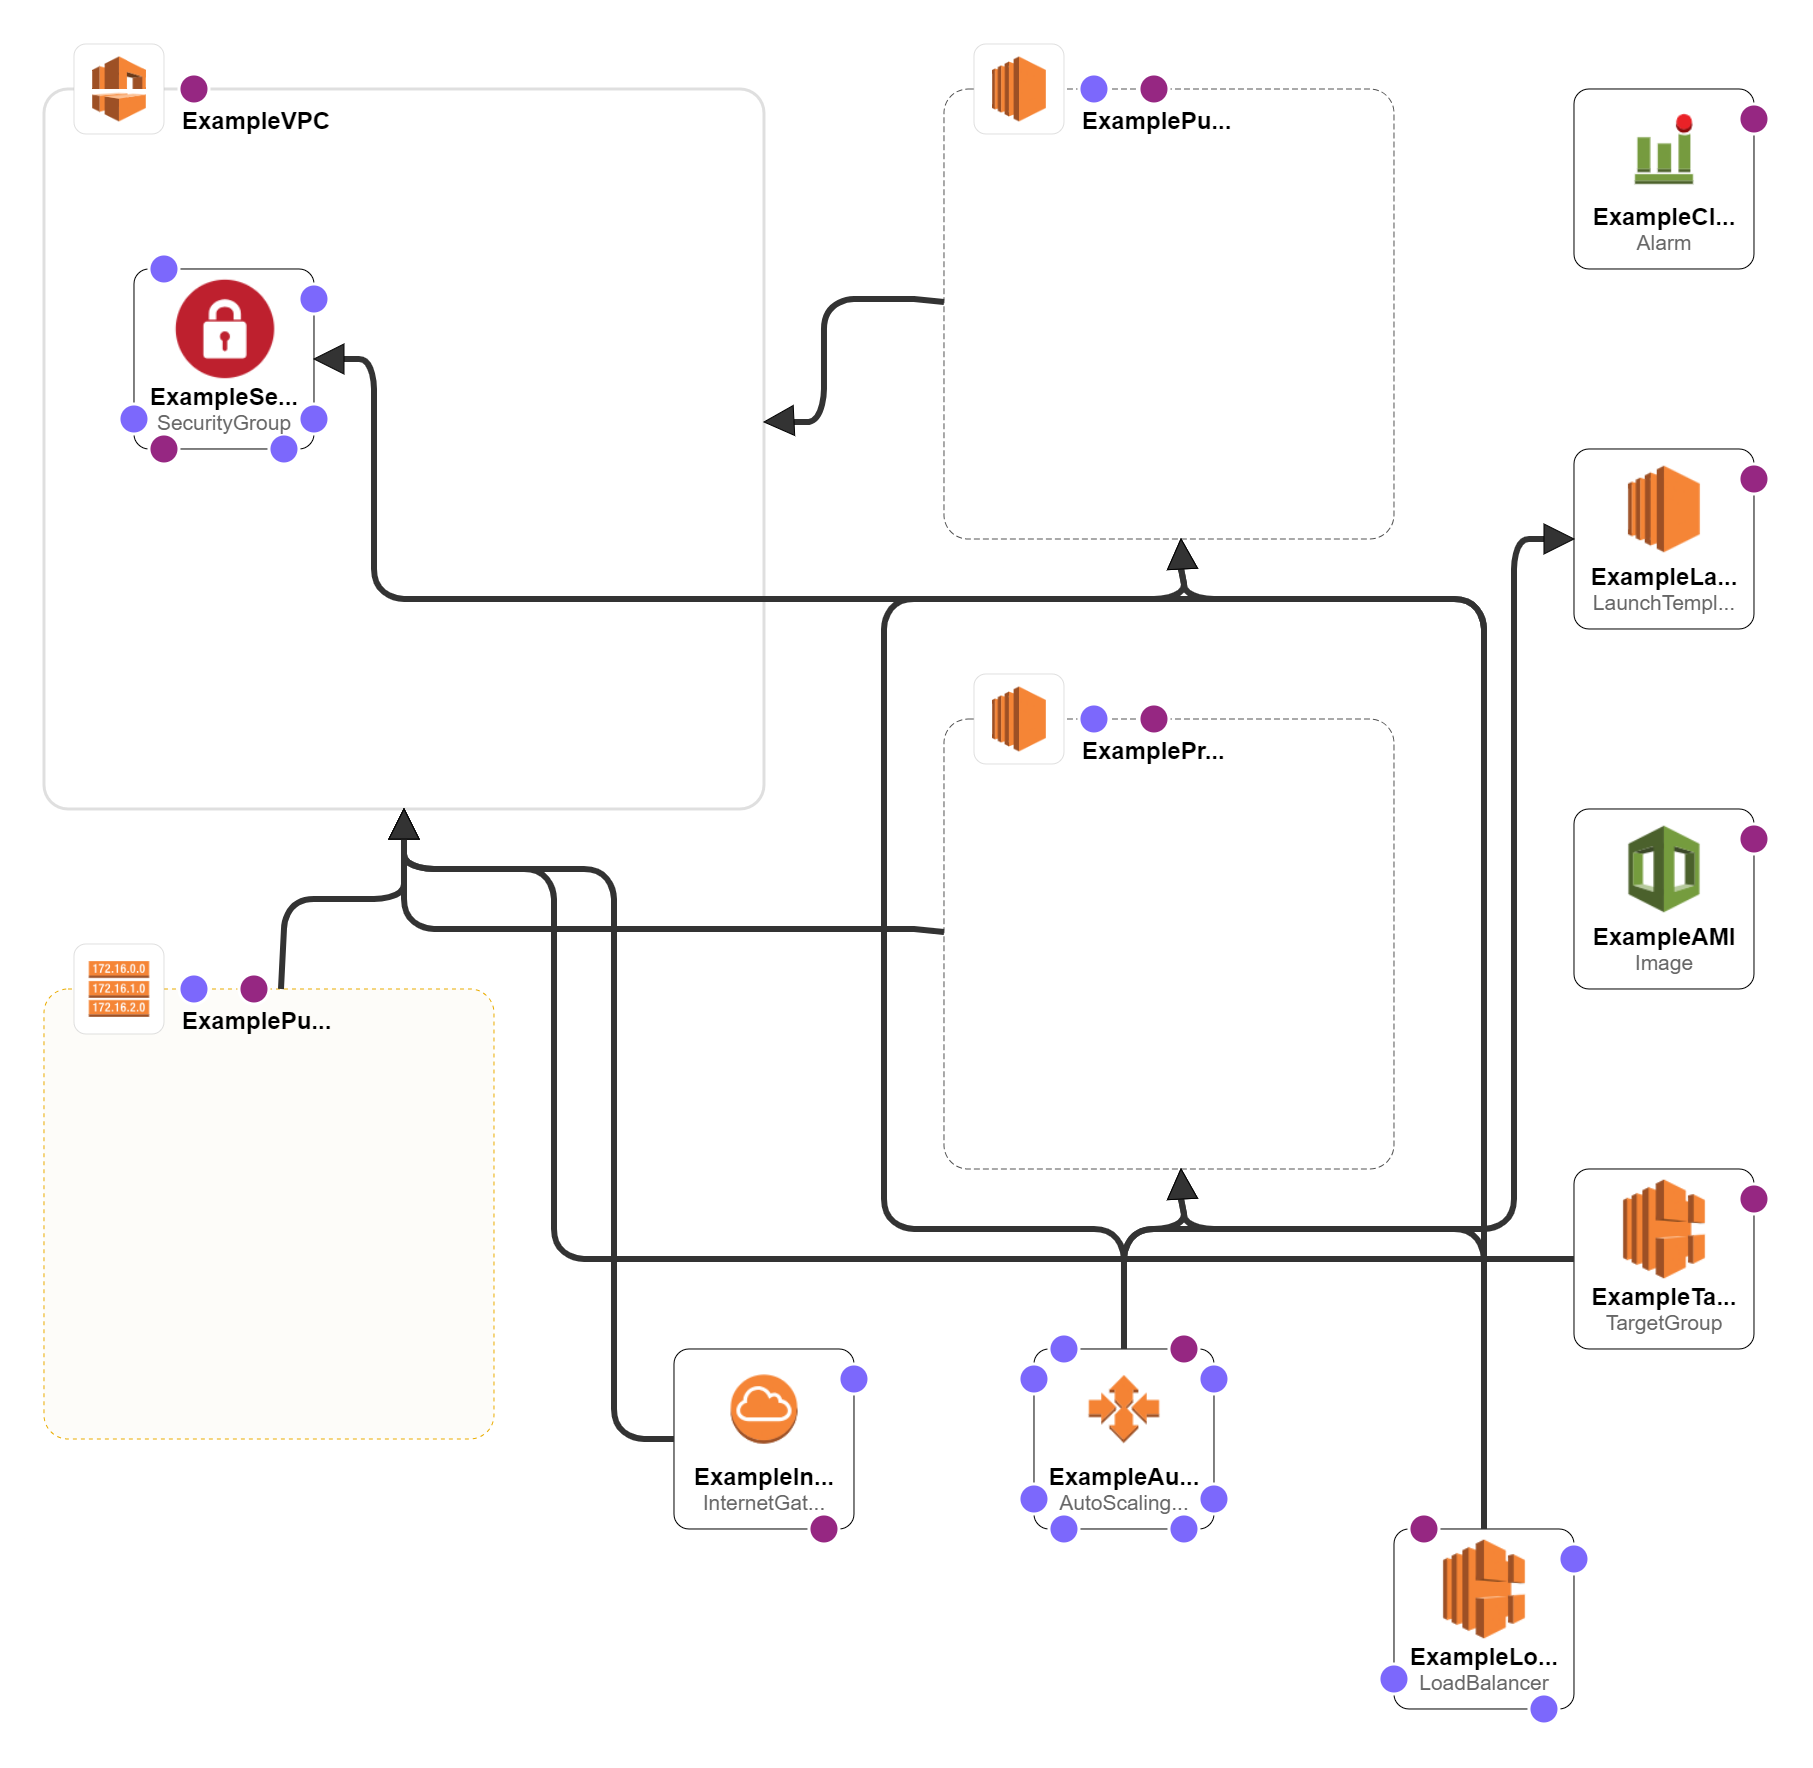 ExampleVPC
ExamplePu...
ExampleCl...
Alarm
ExampleSe...
SecurityGroup
ExampleLa...
LaunchTempl...
ExamplePr...
ExampleAMI
Image
172.16.0.0
172.16.1.0
172.16.2.0
ExamplePu...
ExampleTa...
TargetGroup
ExampleIn...
InternetGat...
ExampleAu...
AutoScaling...
ExampleLo...
LoadBalancer